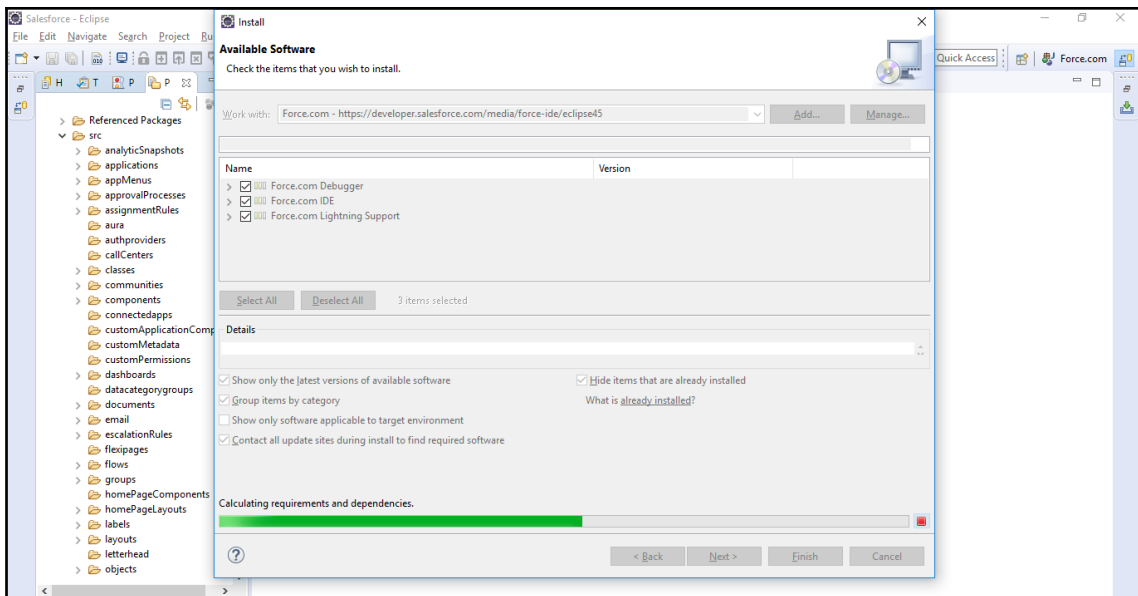 Salesforce - Eclipse
File Edit Navigate Search Project Ru
Quick Access
Force.com
H T P P
Referenced Packages
src
analyticSnapshots
applications
appMenus
approvalProcesses
assignmentRules
aura
authproviders
callCenters
classes
communities
components
connectedapps
customApplicationComp
customMetadata
customPermissions
dashboards
datacategorygroups
documents
email
escalationRules
flexipages
flows
groups
homePageComponents
homePageLayouts
labels
layouts
letterhead
objects
Install
Available Software
Check the items that you wish to install.
Work with: Force.com - https://developer.salesforce.com/media/force-ide/eclipse45 Add... Manage...
Name Version
Force.com Debugger
Force.com IDE
Force.com Lightning Support
Select All Deselect All 3 items selected
Details
Show only the latest versions of available software Hide items that are already installed
Group items by category What is already installed?
Show only software applicable to target environment
Contact all update sites during install to find required software
Calculating requirements and dependencies.
? < Back Next > Finish Cancel